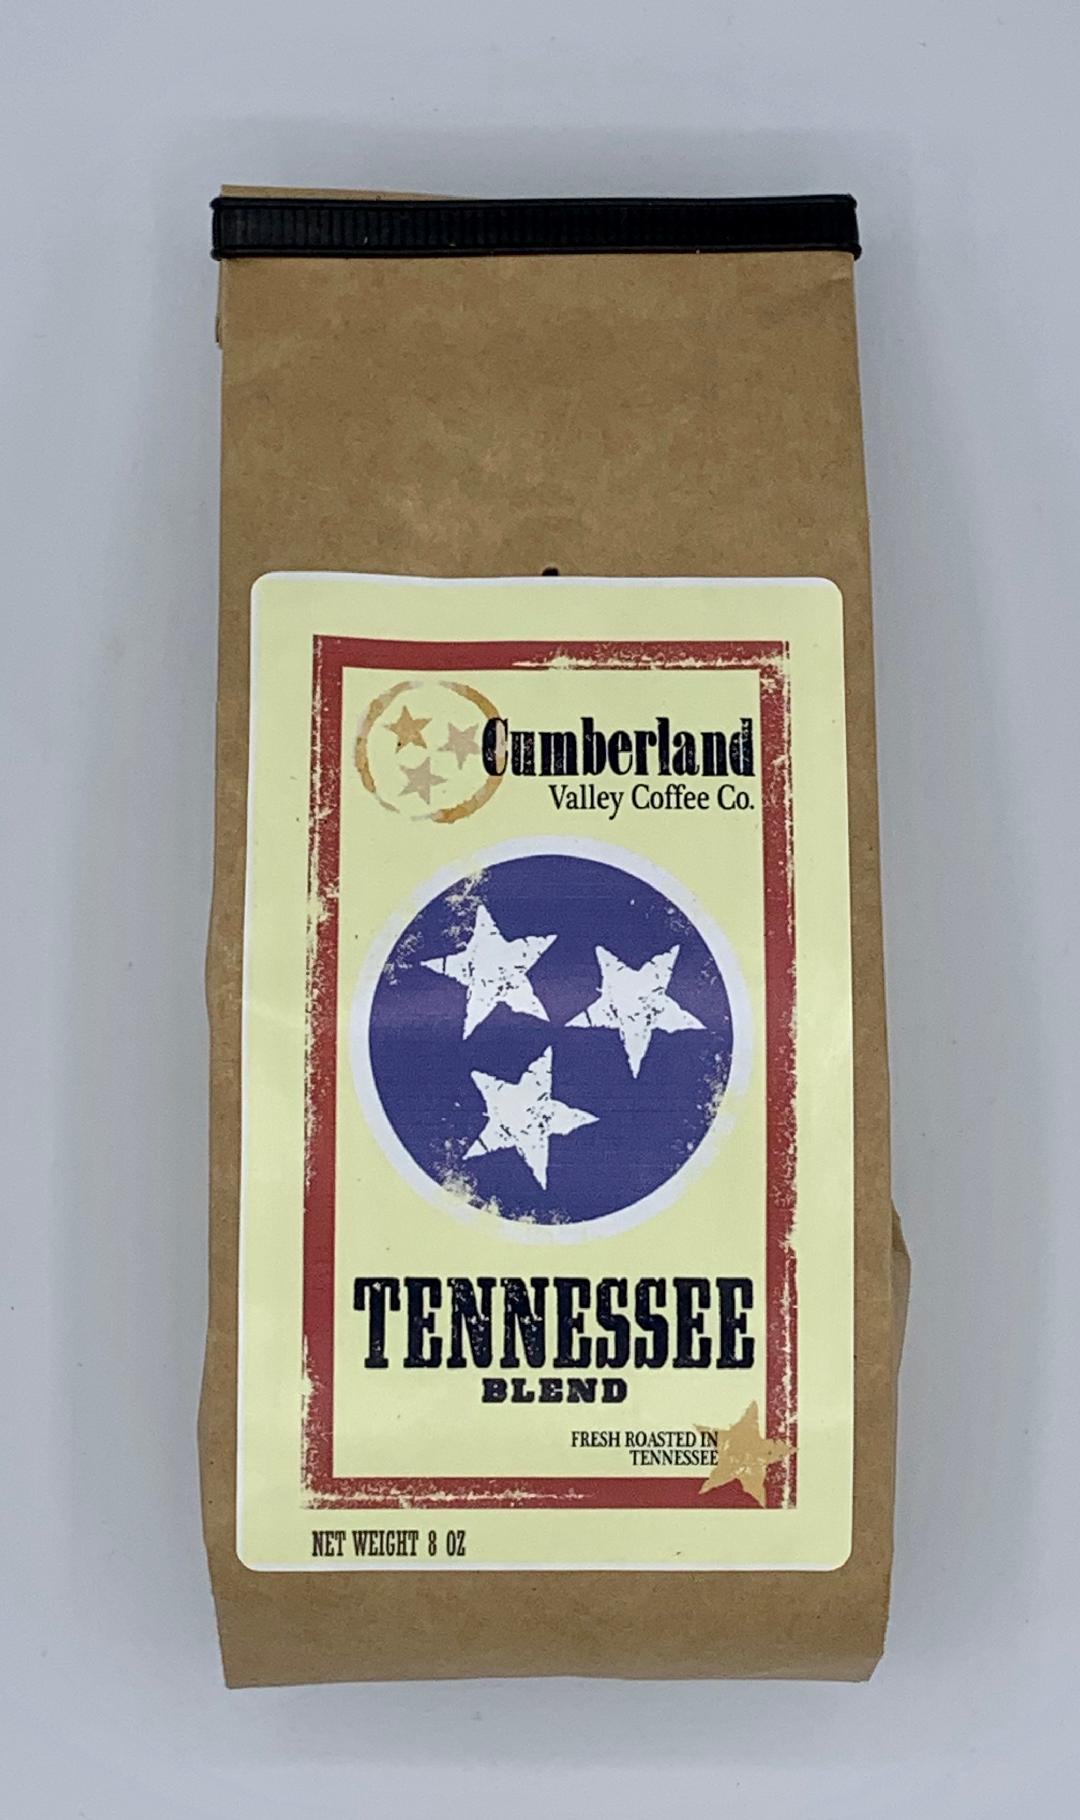 Cumberland
Valley Coffee Co.
TENNESSEE
BLEND
FRESH ROASTED IN
TENNESSEE
NET WEIGHT 8 OZ